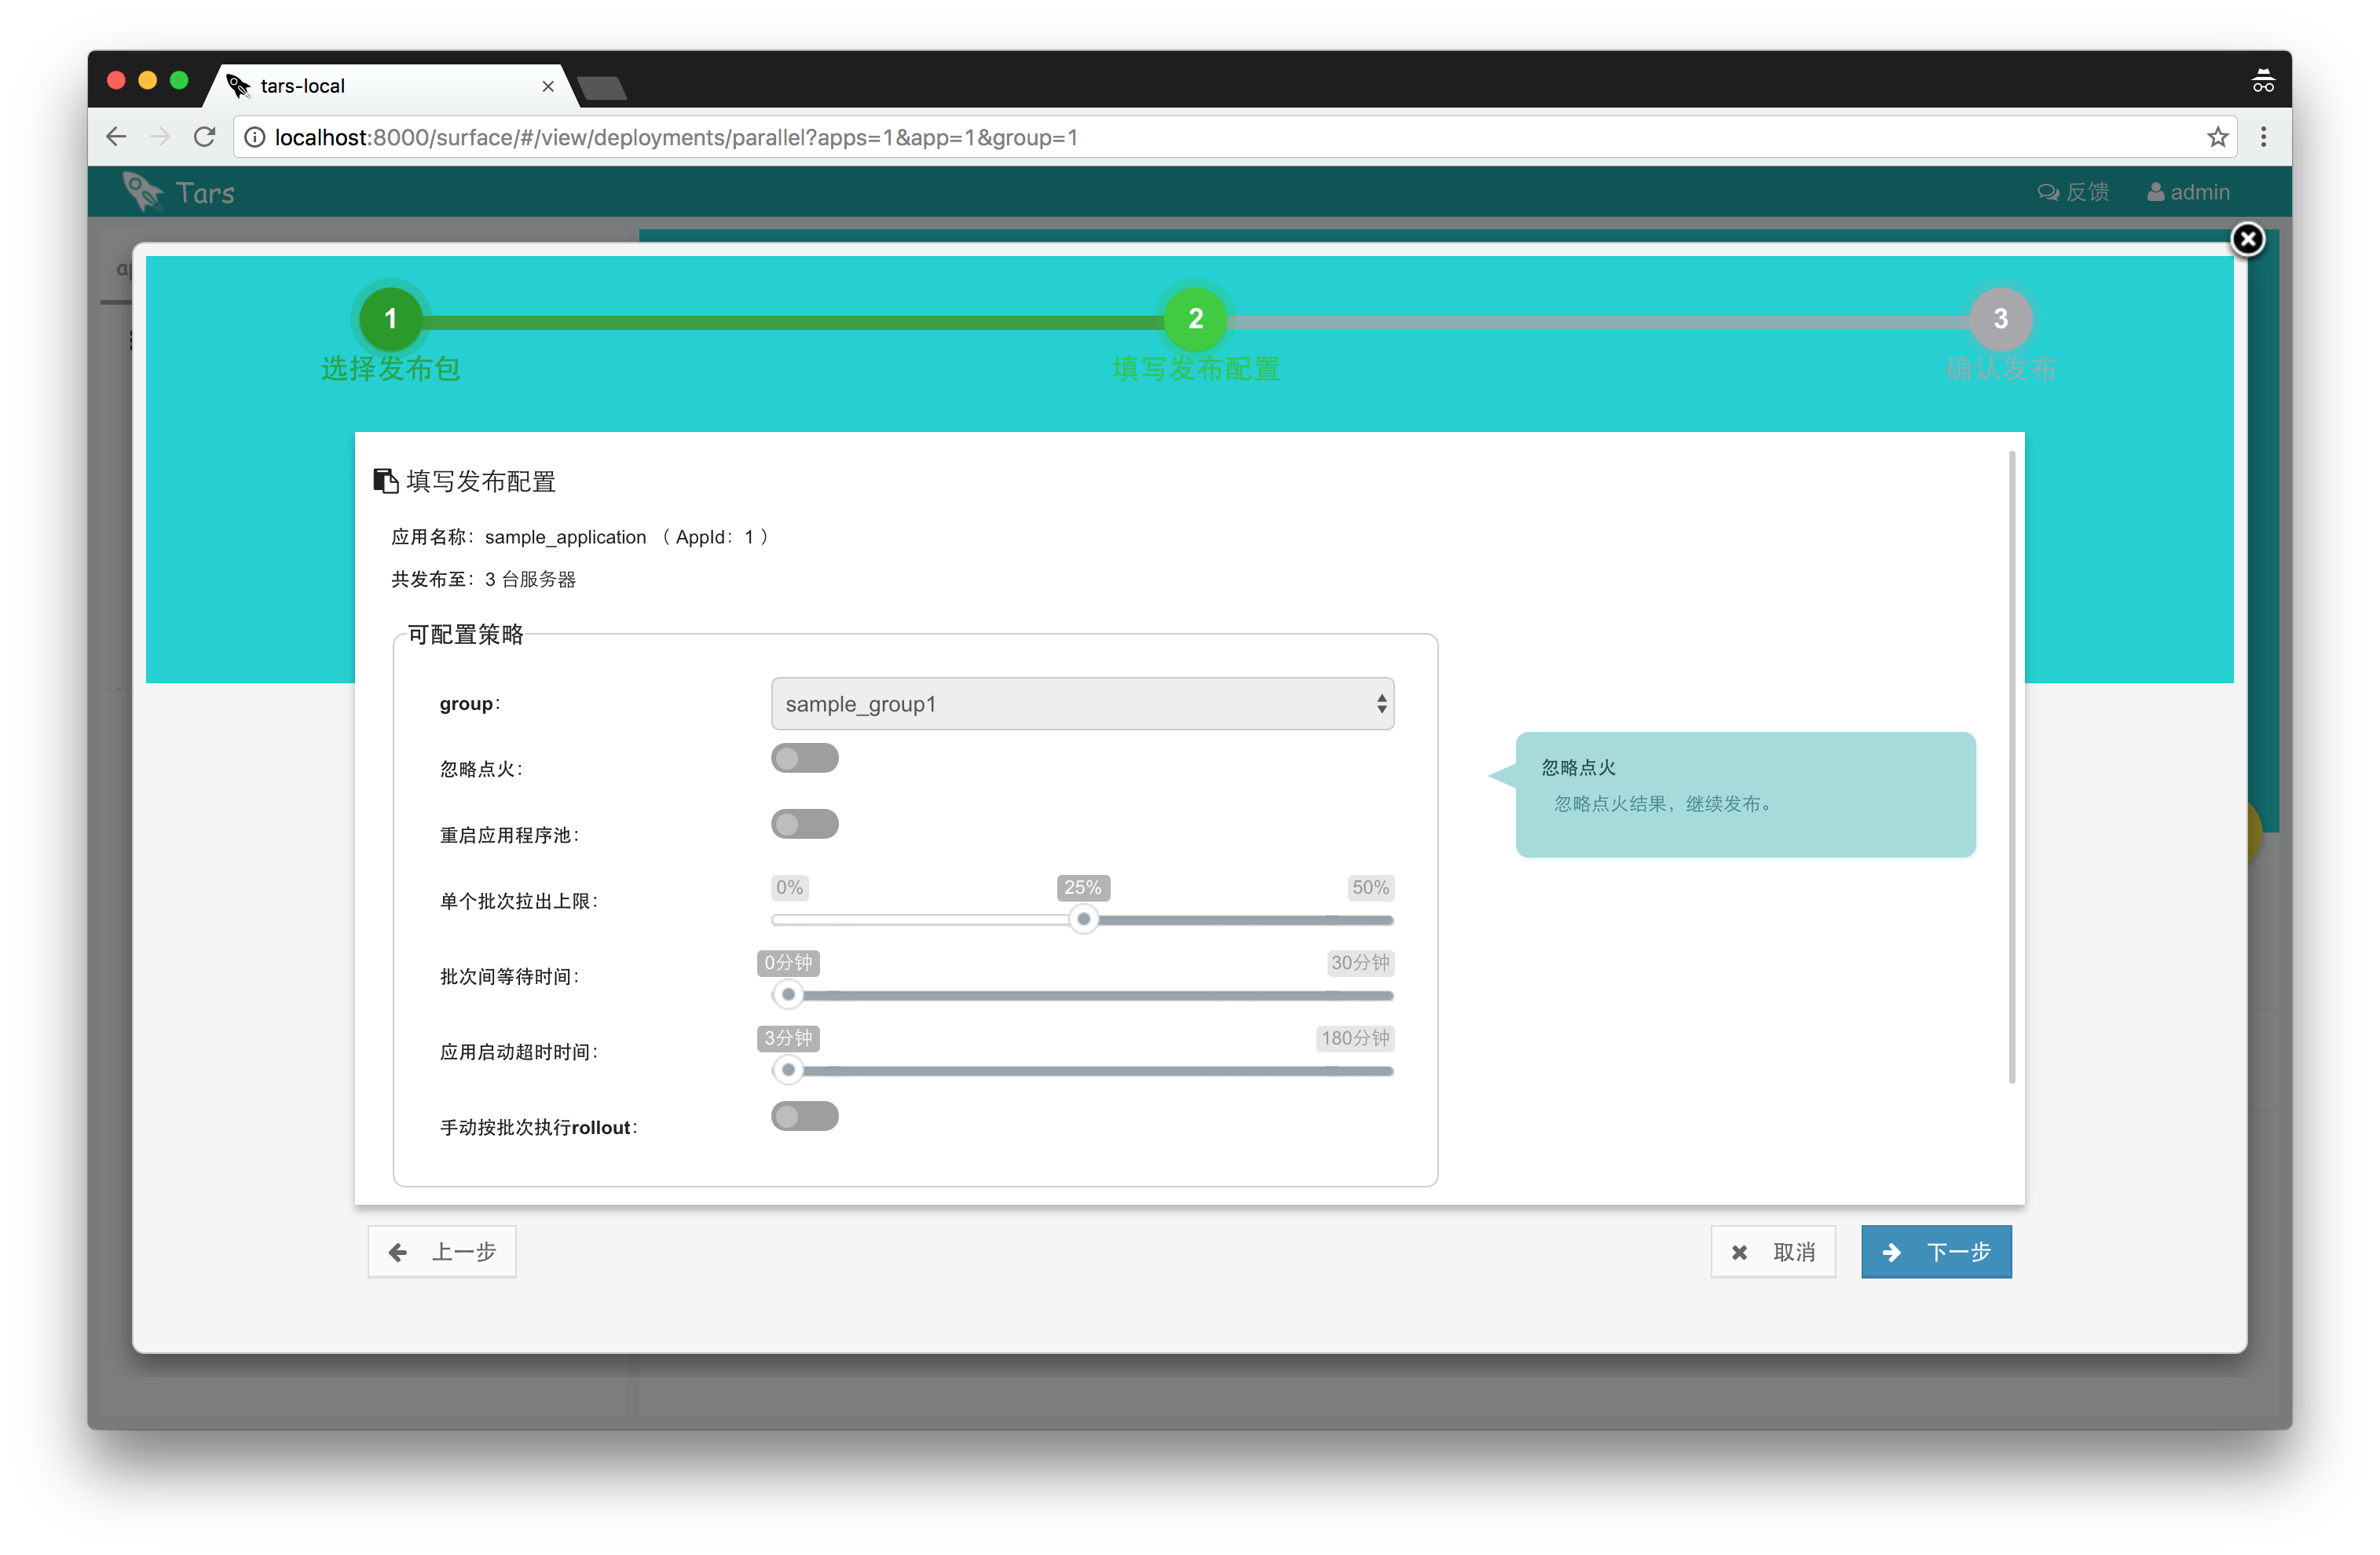 tars-local
localhost:8000/surface/#/view/deployments/parallel?apps=1&app=1&group=1
Tars
反馈
admin
1
2
3
选择发布包
填写发布配置
确认发布
填写发布配置
应用名称：sample_application （ AppId：1 ）
共发布至：3 台服务器
可配置策略
group：
sample_group1
忽略点火：
忽略点火
忽略点火结果，继续发布。
重启应用程序池：
单个批次拉出上限：
0%
25%
50%
批次间等待时间：
0分钟
30分钟
应用启动超时时间：
3分钟
180分钟
手动按批次执行rollout：
上一步
取消
下一步